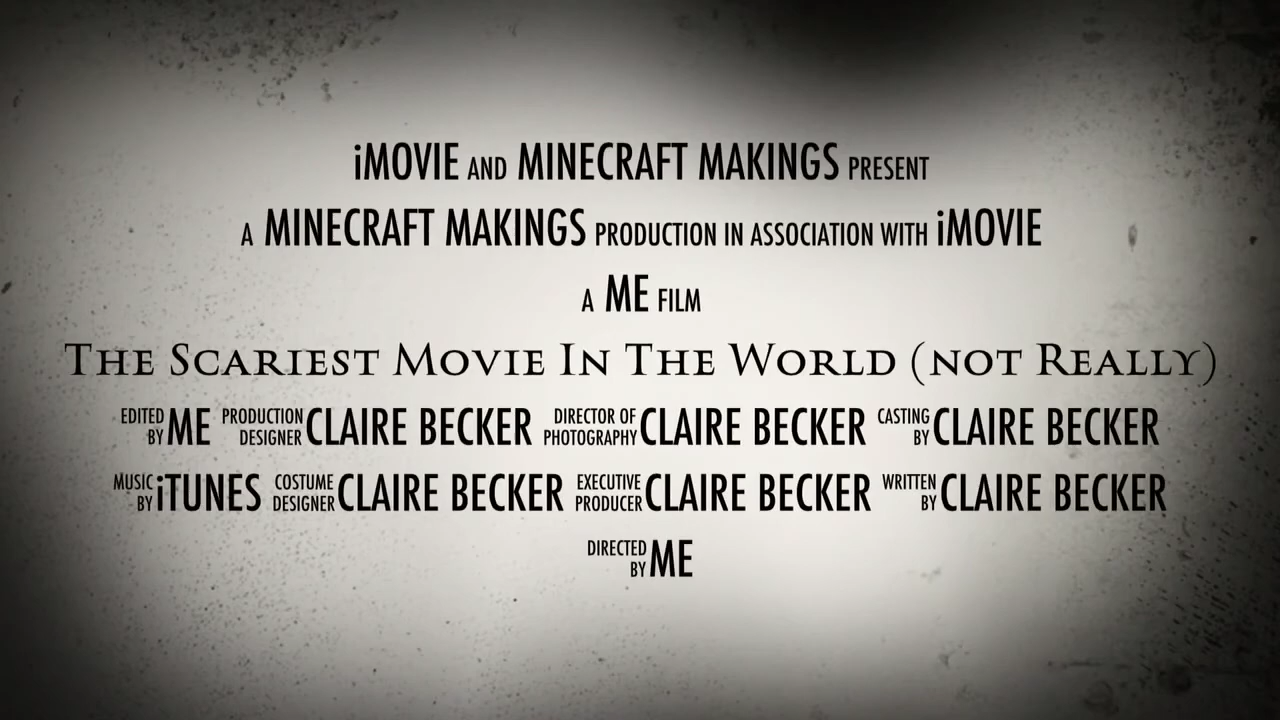 iMOVIE AND MINECRAFT MAKINGS PRESENT
A MINECRAFT MAKINGS PRODUCTION IN ASSOCIATION WITH iMOVIE
A ME FILM
THE SCARIEST MOVIE IN THE WORLD (NOT REALLY)
EDITED BY ME PRODUCTION DESIGNER CLAIRE BECKER DIRECTOR OF PHOTOGRAPHY CLAIRE BECKER CASTING BY CLAIRE BECKER
MUSIC BY iTUNES COSTUME DESIGNER CLAIRE BECKER EXECUTIVE PRODUCER CLAIRE BECKER WRITTEN BY CLAIRE BECKER
DIRECTED BY ME